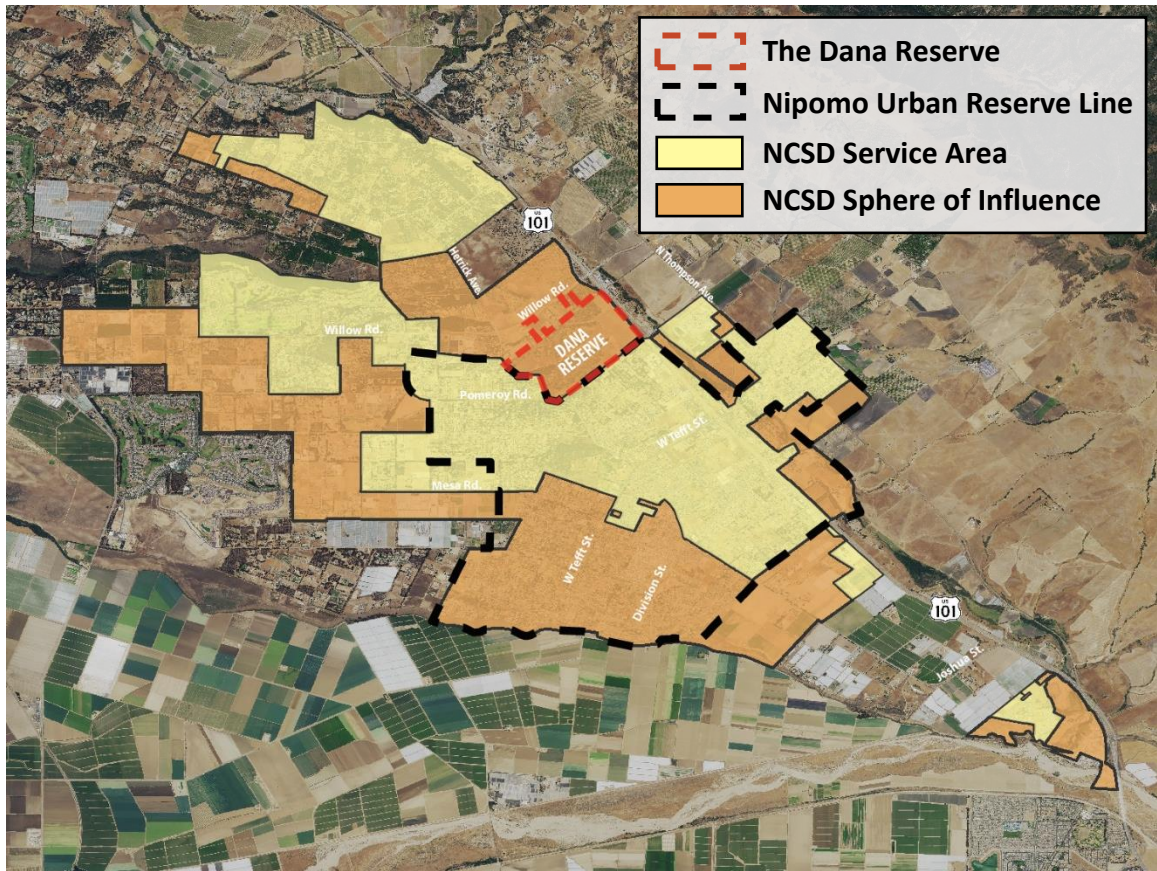 The Dana Reserve
Nipomo Urban Reserve Line
NCSD Service Area
NCSD Sphere of Influence
US
101
Hetrick Ave.
N Thompson Ave.
Willow Rd.
Willow Rd.
DANA
RESERVE
Pomeroy Rd.
W Tefft St.
Mesa Rd.
W Tefft St.
Division St.
US
101
Joshua St.